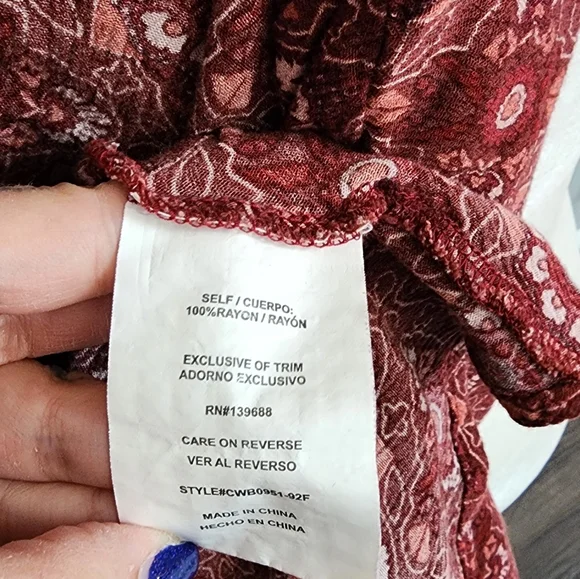 SELF / CUERPO:
100%RAYON / RAYÓN
EXCLUSIVE OF TRIM
ADORNO EXCLUSIVO
RN#139688
CARE ON REVERSE
VER AL REVERSO
STYLE#CWB0951-92F
MADE IN CHINA
HECHO EN CHINA